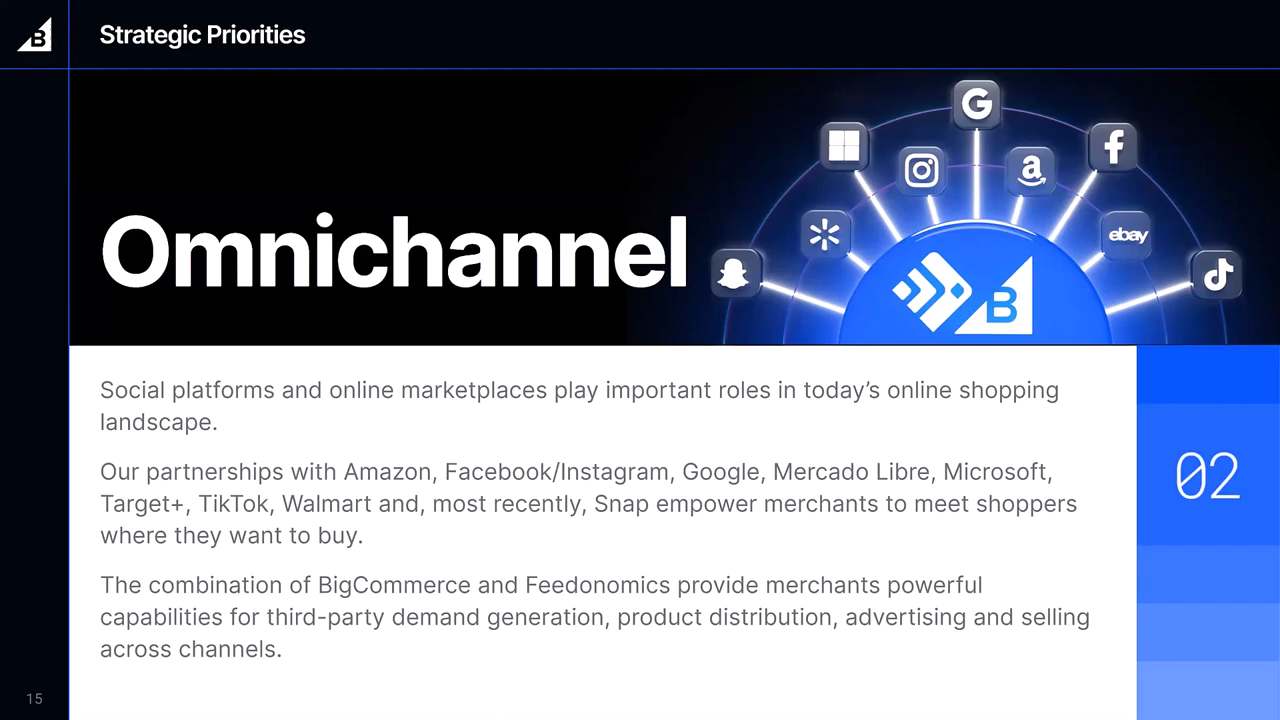 B
Strategic Priorities
G
f
a
ebay
Omnichannel
B
Social platforms and online marketplaces play important roles in today’s online shopping
landscape.
02
Our partnerships with Amazon, Facebook/Instagram, Google, Mercado Libre, Microsoft,
Target+, TikTok, Walmart and, most recently, Snap empower merchants to meet shoppers
where they want to buy.
The combination of BigCommerce and Feedonomics provide merchants powerful
capabilities for third-party demand generation, product distribution, advertising and selling
across channels.
15